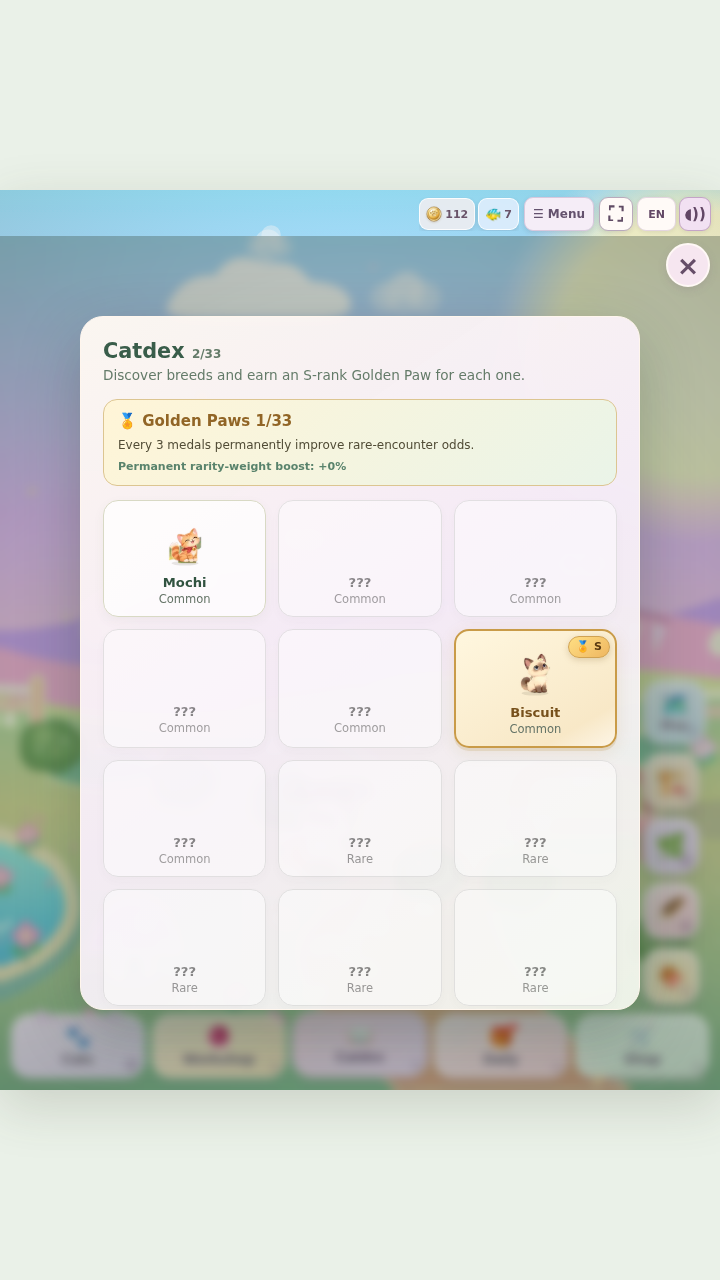 112
7
☰ Menu
EN
×
Catdex 2/33
Discover breeds and earn an S-rank Golden Paw for each one.
🏅 Golden Paws 1/33
Every 3 medals permanently improve rare-encounter odds.
Permanent rarity-weight boost: +0%
Mochi
Common
???
Common
???
Common
???
Common
???
Common
🏅 S
Biscuit
Common
???
Common
???
Rare
???
Rare
???
Rare
???
Rare
???
Rare